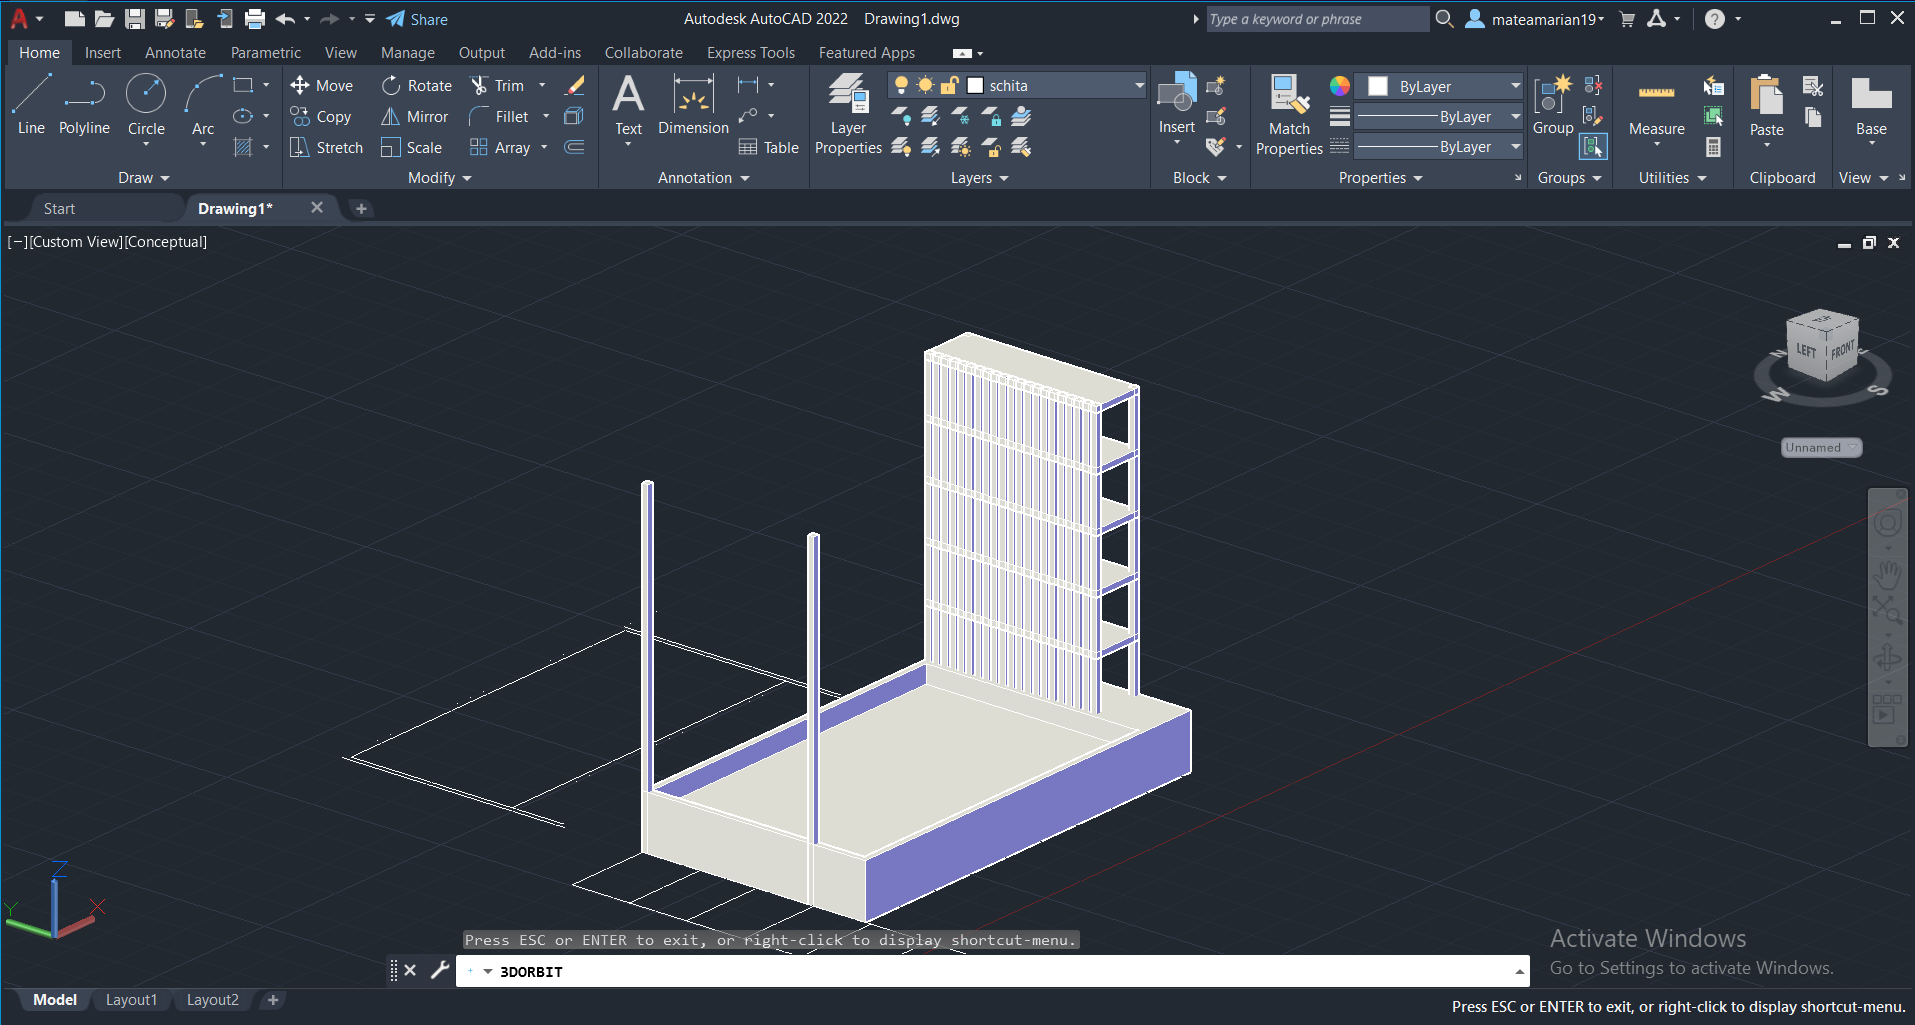 Share
Autodesk AutoCAD 2022 Drawing1.dwg
Type a keyword or phrase
mateamarian19
Home Insert Annotate Parametric View Manage Output Add-ins Collaborate Express Tools Featured Apps
Line Polyline Circle Arc
Move Rotate Trim
Copy Mirror Fillet
Stretch Scale Array
Text Dimension Table
Layer Properties
schita
Insert
Match Properties
ByLayer
ByLayer
ByLayer
Group
Measure
Paste
Base
Draw Modify Annotation Layers Block Properties Groups Utilities Clipboard View
Start Drawing1* +
[−][Custom View][Conceptual]
TOP
LEFT FRONT
W S
Unnamed
Z
Y X
Press ESC or ENTER to exit, or right-click to display shortcut-menu.
3DORBIT
Activate Windows
Go to Settings to activate Windows.
Model Layout1 Layout2 +
Press ESC or ENTER to exit, or right-click to display shortcut-menu.